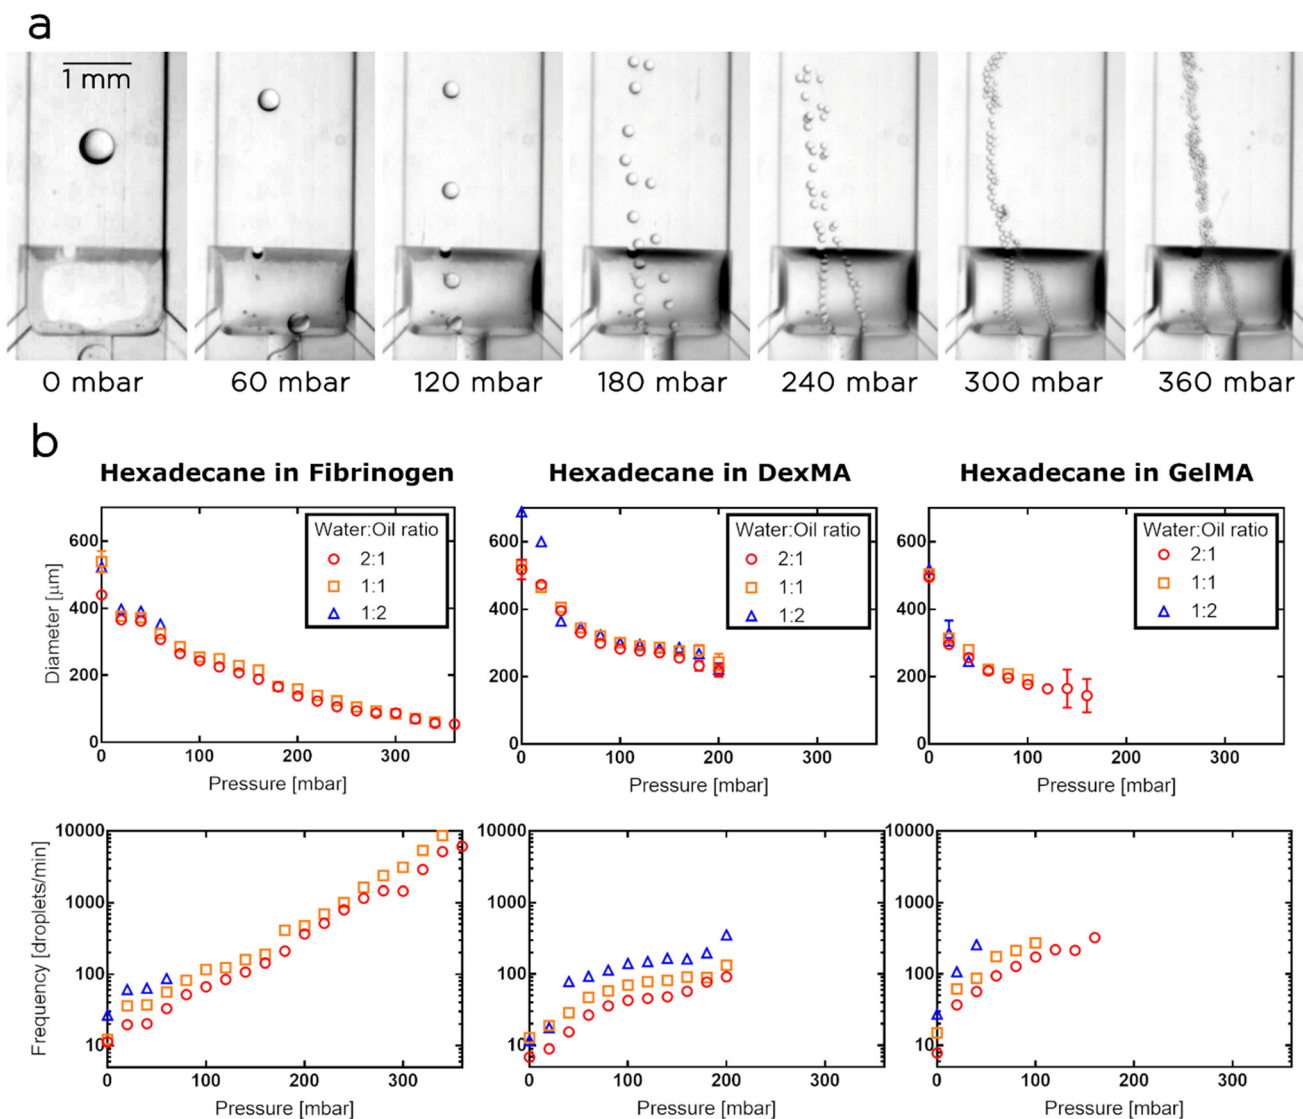 a
1 mm
0 mbar
60 mbar
120 mbar
180 mbar
240 mbar
300 mbar
360 mbar
b
Hexadecane in Fibrinogen
Hexadecane in DexMA
Hexadecane in GelMA
Diameter [µm]
600
400
200
0
Water:Oil ratio
2:1
1:1
1:2
0
100
200
300
Pressure [mbar]
600
400
200
0
Water:Oil ratio
2:1
1:1
1:2
0
100
200
300
Pressure [mbar]
600
400
200
0
Water:Oil ratio
2:1
1:1
1:2
0
100
200
300
Pressure [mbar]
Frequency [droplets/min]
10000
1000
100
10
0
100
200
300
Pressure [mbar]
10000
1000
100
10
0
100
200
300
Pressure [mbar]
10000
1000
100
10
0
100
200
300
Pressure [mbar]